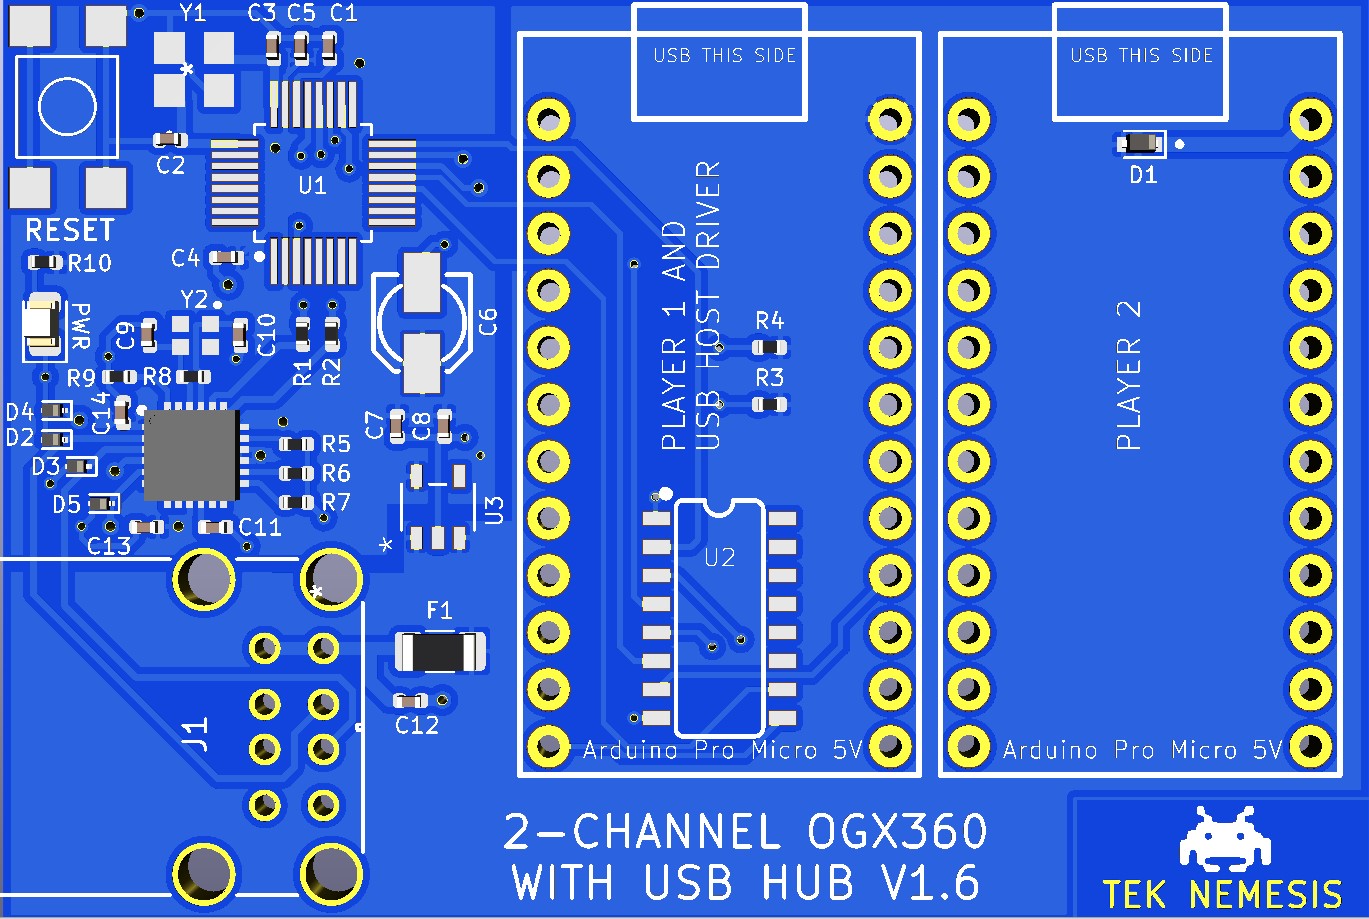 Y1
C3 C5 C1
USB THIS SIDE
USB THIS SIDE
C2
U1
D1
RESET
C4
R10
Y2
PWR
C9
C10
R1
R2
C6
R9
R8
D4
C14
D2
D3
D5
C7
C8
R5
R6
R7
U3
C13
C11
PLAYER 1 AND
USB HOST DRIVER
R4
R3
PLAYER 2
U2
F1
C12
J1
Arduino Pro Micro 5V
Arduino Pro Micro 5V
2-CHANNEL OGX360
WITH USB HUB V1.6
TEK NEMESIS